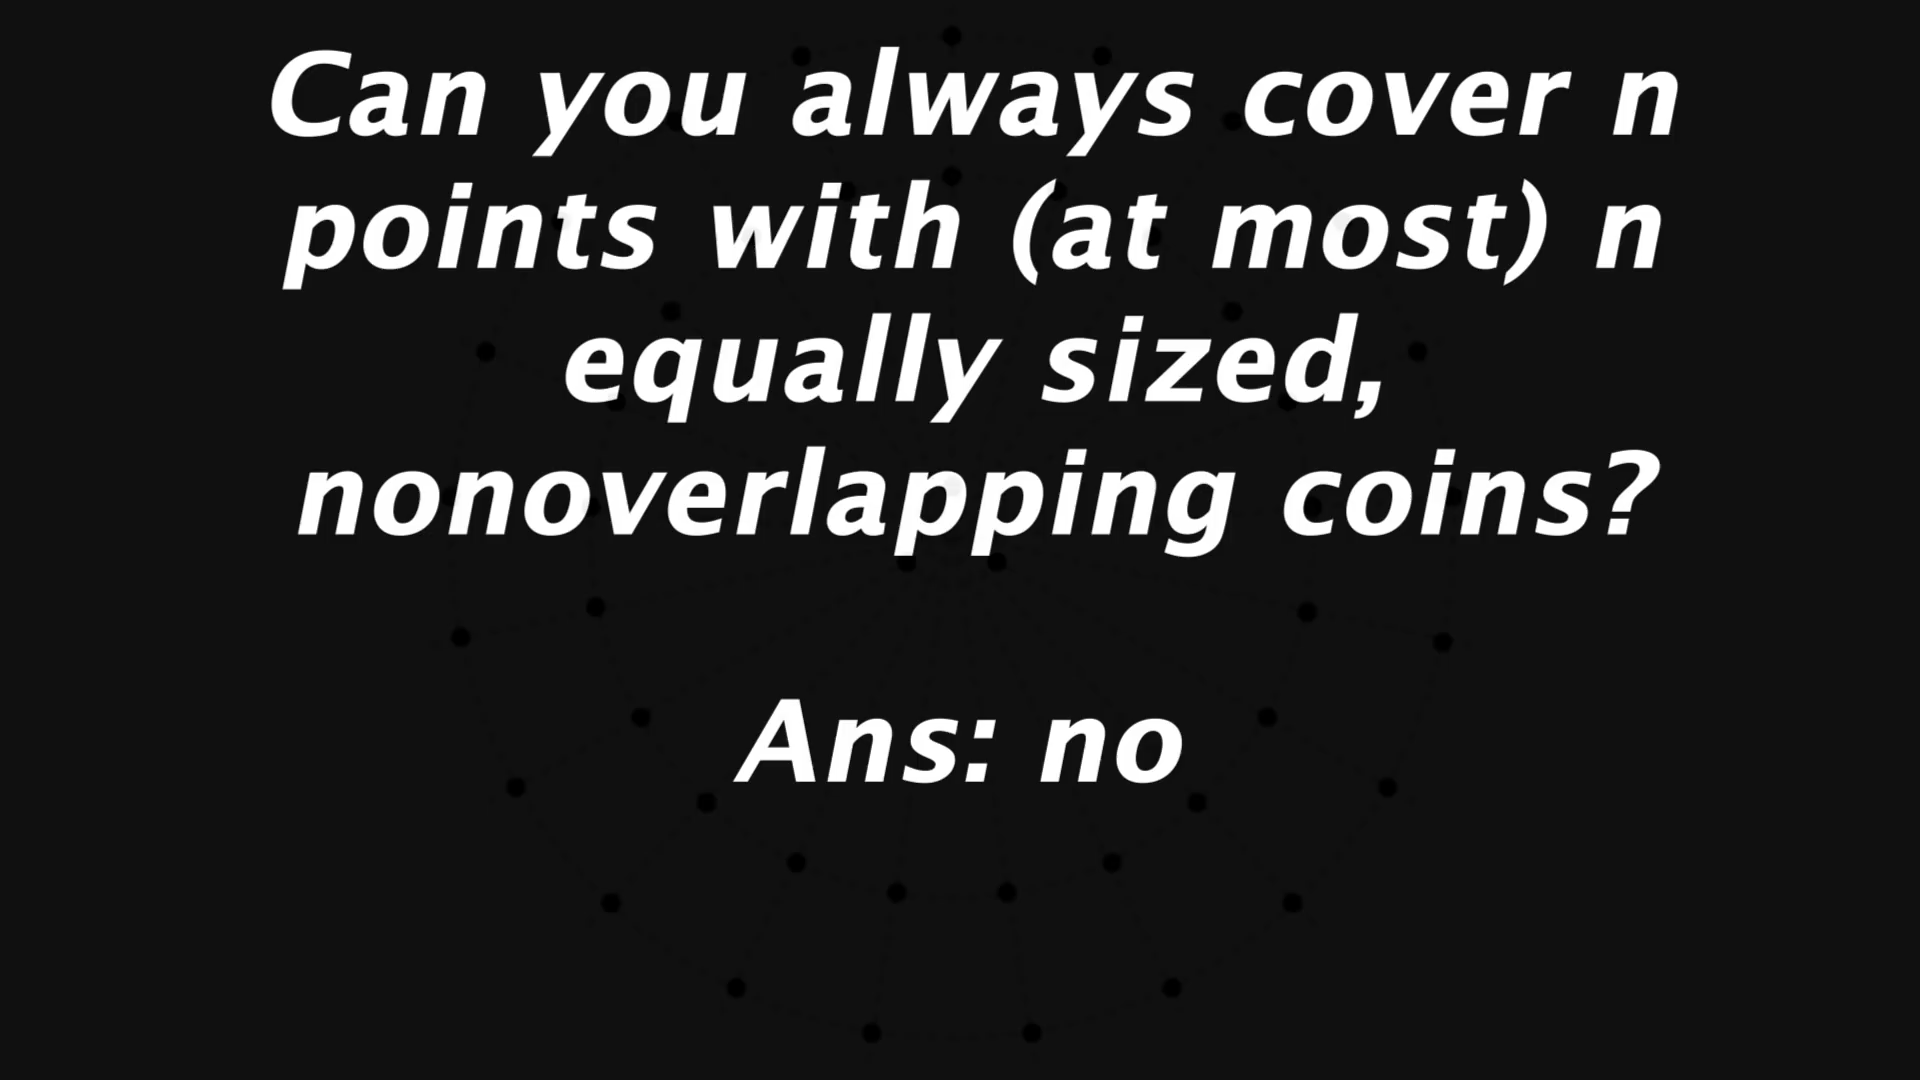 Can you always cover n
points with (at most) n
equally sized,
nonoverlapping coins?
Ans: no